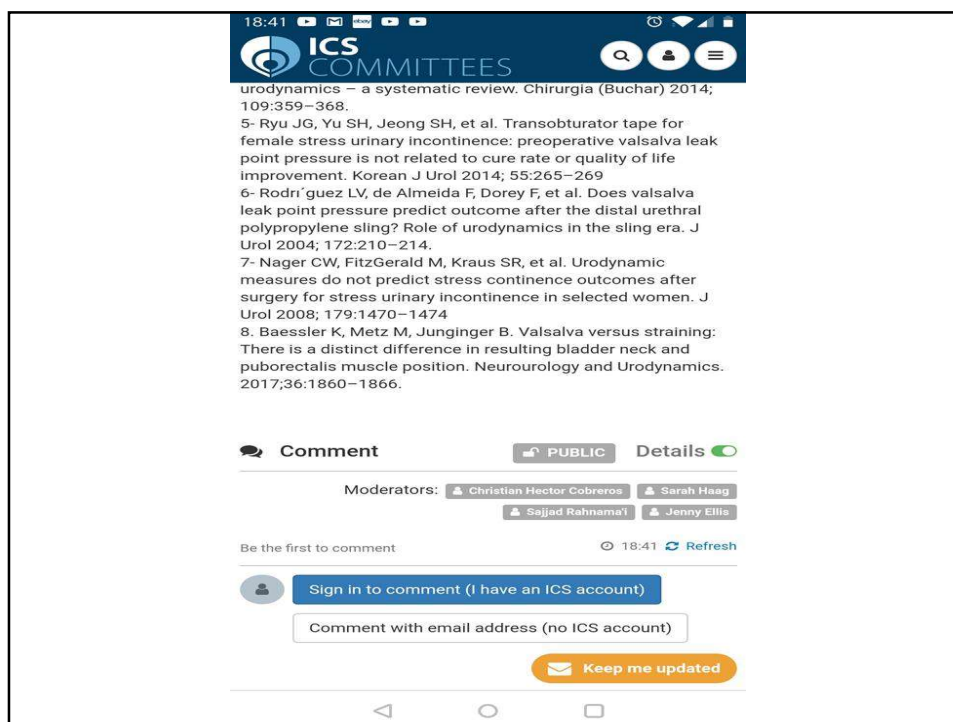 18:41
ebay
ICS
COMMITTEES
urodynamics – a systematic review. Chirurgia (Buchar) 2014;
109:359–368.
5- Ryu JG, Yu SH, Jeong SH, et al. Transobturator tape for
female stress urinary incontinence: preoperative valsalva leak
point pressure is not related to cure rate or quality of life
improvement. Korean J Urol 2014; 55:265–269
6- Rodrı´guez LV, de Almeida F, Dorey F, et al. Does valsalva
leak point pressure predict outcome after the distal urethral
polypropylene sling? Role of urodynamics in the sling era. J
Urol 2004; 172:210–214.
7- Nager CW, FitzGerald M, Kraus SR, et al. Urodynamic
measures do not predict stress continence outcomes after
surgery for stress urinary incontinence in selected women. J
Urol 2008; 179:1470–1474
8. Baessler K, Metz M, Junginger B. Valsalva versus straining:
There is a distinct difference in resulting bladder neck and
puborectalis muscle position. Neurourology and Urodynamics.
2017;36:1860–1866.
Comment PUBLIC Details
Moderators: Christian Hector Cobreros Sarah Haag
Sajjad Rahnama'i Jenny Ellis
Be the first to comment 18:41 Refresh
Sign in to comment (I have an ICS account)
Comment with email address (no ICS account)
Keep me updated